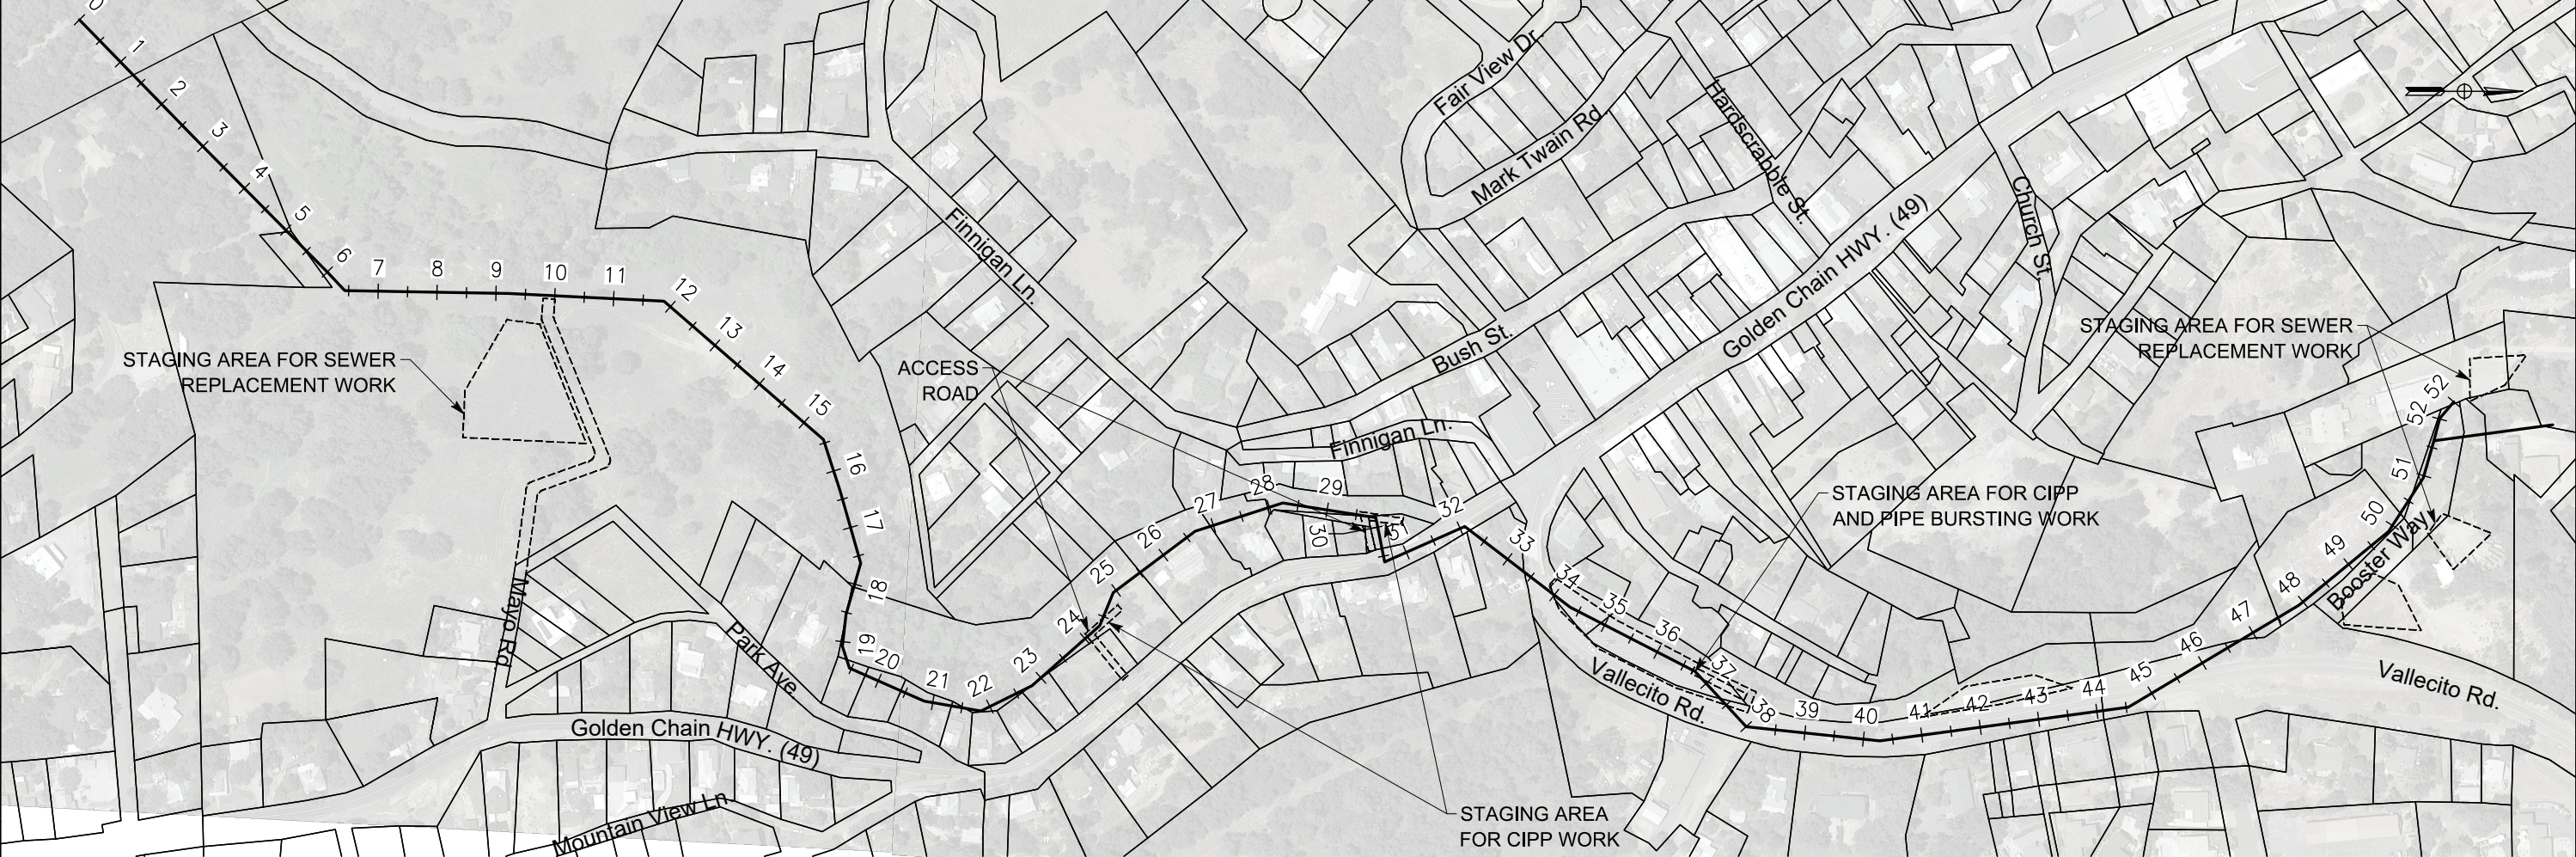 0
1
2
3
4
5
6
7
8
9
10
11
12
13
14
15
16
17
18
19
20
21
22
23
24
25
26
27
28
29
30
31
32
33
34
35
36
37
38
39
40
41
42
43
44
45
46
47
48
49
50
51
52
52
Fair View Dr.
Mark Twain Rd.
Hardscrabble St.
Golden Chain HWY. (49)
Church St.
Finnigan Ln.
Bush St.
Finnigan Ln.
STAGING AREA FOR SEWER
REPLACEMENT WORK
ACCESS
ROAD
STAGING AREA FOR SEWER
REPLACEMENT WORK
STAGING AREA FOR CIPP
AND PIPE BURSTING WORK
Booster Way
Mayo Rd
Park Ave.
Vallecito Rd.
Vallecito Rd.
Golden Chain HWY. (49)
Mountain View Ln.
STAGING AREA
FOR CIPP WORK